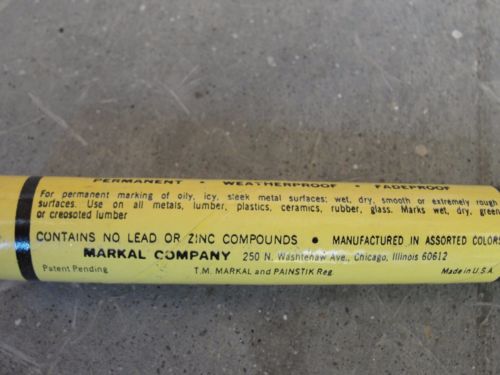 PERMANENT • WEATHERPROOF • FADEPROOF
For permanent marking of oily, icy, sleek metal surfaces; wet, dry, smooth or extremely rough
surfaces. Use on all metals, lumber, plastics, ceramics, rubber, glass. Marks wet, dry, green
or creosoted lumber
CONTAINS NO LEAD OR ZINC COMPOUNDS • MANUFACTURED IN ASSORTED COLORS
MARKAL COMPANY 250 N. Washtenaw Ave., Chicago, Illinois 60612
Patent Pending T.M. MARKAL and PAINSTIK Reg. Made in U.S.A.